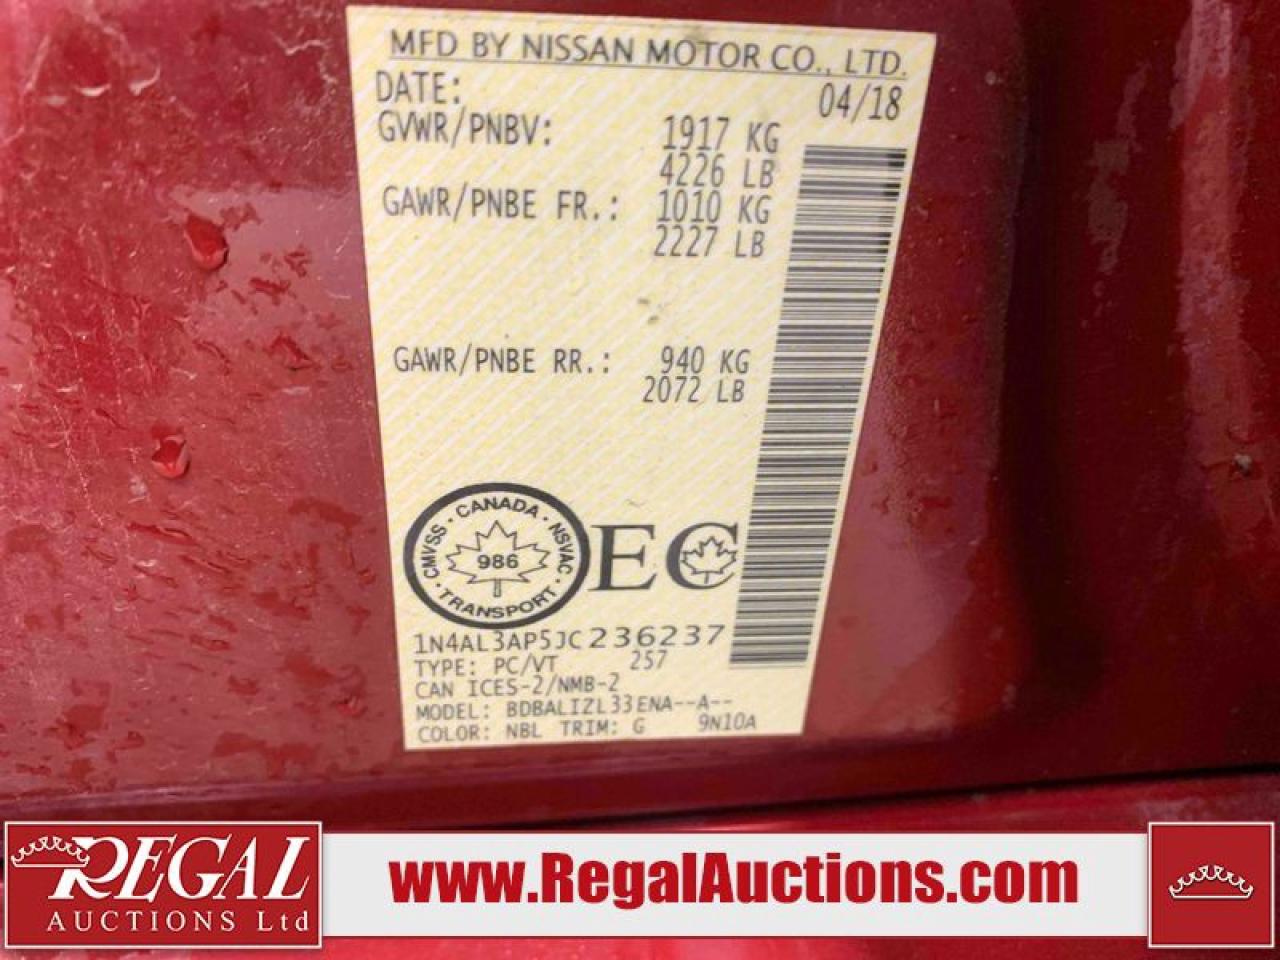 MFD BY NISSAN MOTOR CO., LTD.
DATE: 04/18
GVWR/PNBV: 1917 KG
4226 LB
GAWR/PNBE FR.: 1010 KG
2227 LB
GAWR/PNBE RR.: 940 KG
2072 LB
CMVSS · CANADA · NSVAC · TRANSPORT ·
986
EC
1N4AL3AP5JC236237
TYPE: PC/VT 257
CAN ICES-2/NMB-2
MODEL: BDBALIZL33ENA--A--
COLOR: NBL TRIM: G 9N10A
REGAL
AUCTIONS Ltd
www.RegalAuctions.com